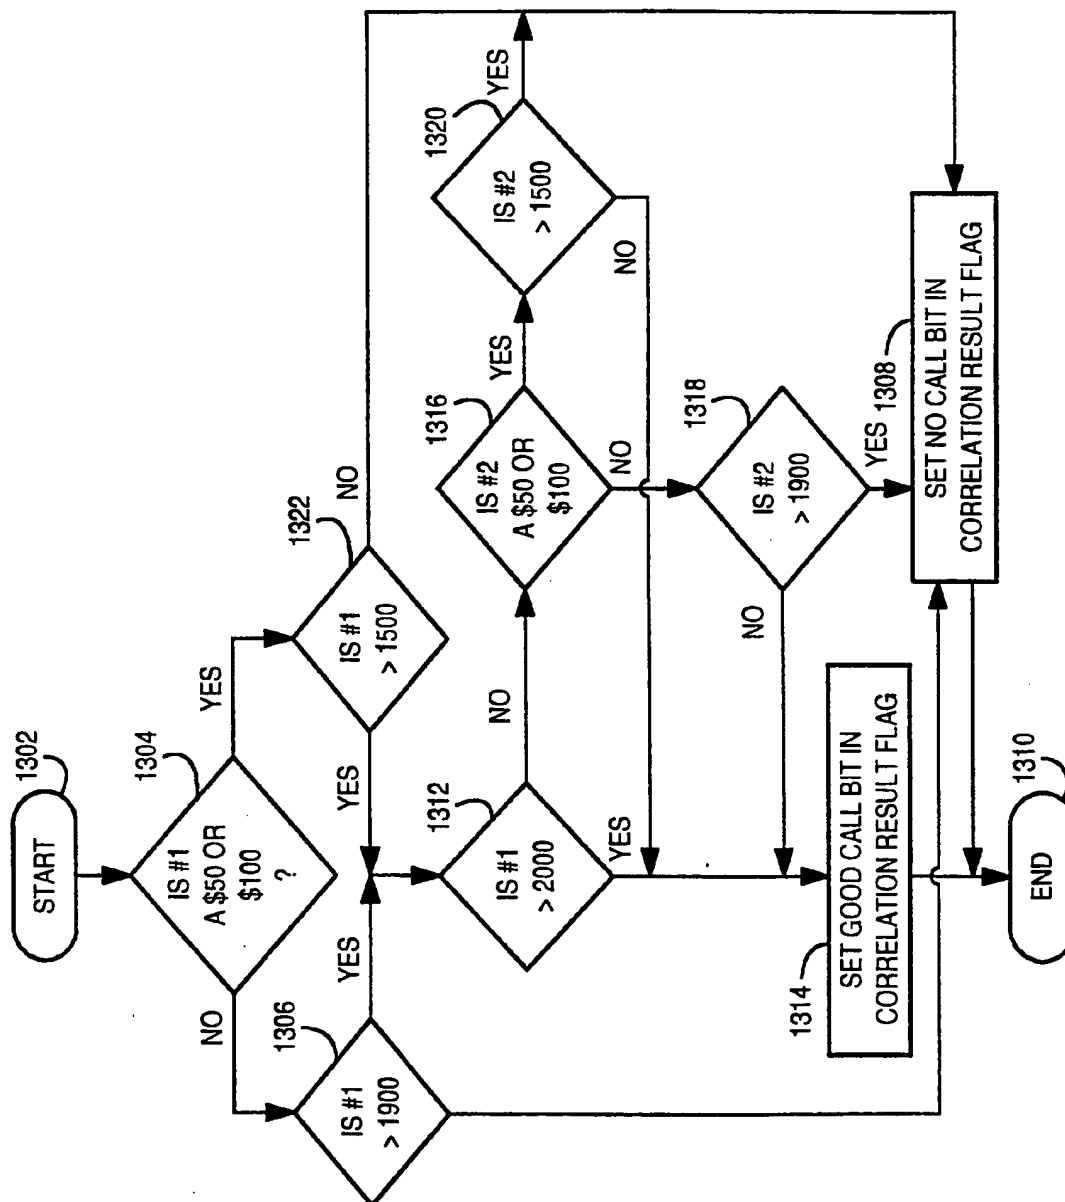 START
1302
IS #1
A $50 OR
$100
?
1304
YES
NO
IS #1
> 1500
1322
NO
YES
IS #1
> 1900
1306
YES
IS #1
> 2000
1312
NO
YES
IS #2
A $50 OR
$100
1316
YES
NO
IS #2
> 1500
1320
YES
NO
IS #2
> 1900
1318
NO
YES
SET NO CALL BIT IN
CORRELATION RESULT FLAG
1308
SET GOOD CALL BIT IN
CORRELATION RESULT FLAG
1314
END
1310